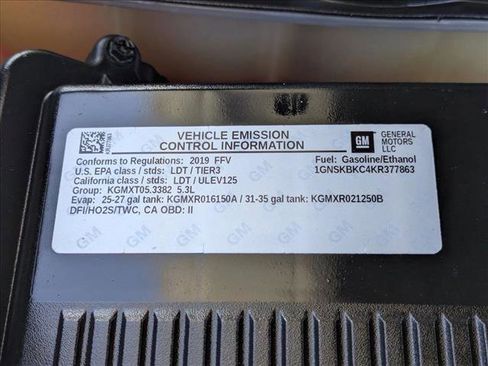 VEHICLE EMISSION
CONTROL INFORMATION
GM
GENERAL
MOTORS
LLC
KR377863
Conforms to Regulations: 2019 FFV
Fuel: Gasoline/Ethanol
U.S. EPA class / stds: LDT / TIER3
1GNSKBKC4KR377863
California class / stds: LDT / ULEV125
Group: KGMXT05.3382 5.3L
Evap: 25-27 gal tank: KGMXR016150A / 31-35 gal tank: KGMXR021250B
DFI/HO2S/TWC, CA OBD: II